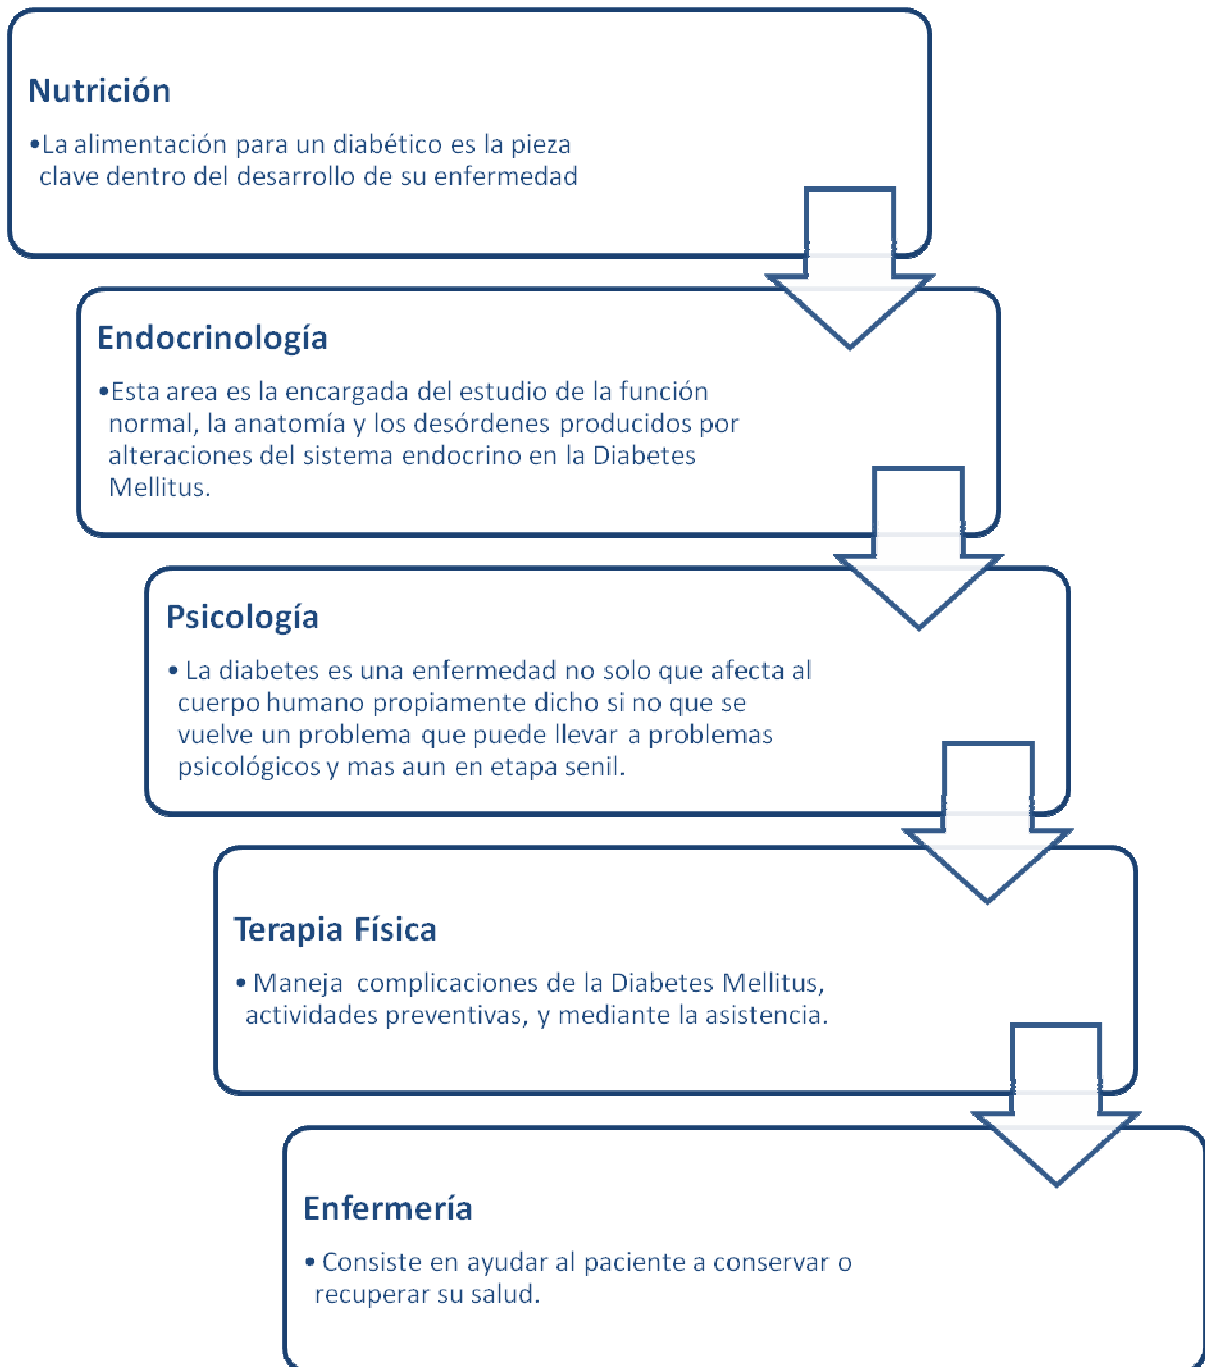 Nutrición
•La alimentación para un diabético es la pieza
clave dentro del desarrollo de su enfermedad
Endocrinología
•Esta area es la encargada del estudio de la función
normal, la anatomía y los desórdenes producidos por
alteraciones del sistema endocrino en la Diabetes
Mellitus.
Psicología
• La diabetes es una enfermedad no solo que afecta al
cuerpo humano propiamente dicho si no que se
vuelve un problema que puede llevar a problemas
psicológicos y mas aun en etapa senil.
Terapia Física
• Maneja  complicaciones de la Diabetes Mellitus,
actividades preventivas, y mediante la asistencia.
Enfermería
• Consiste en ayudar al paciente a conservar o
recuperar su salud.